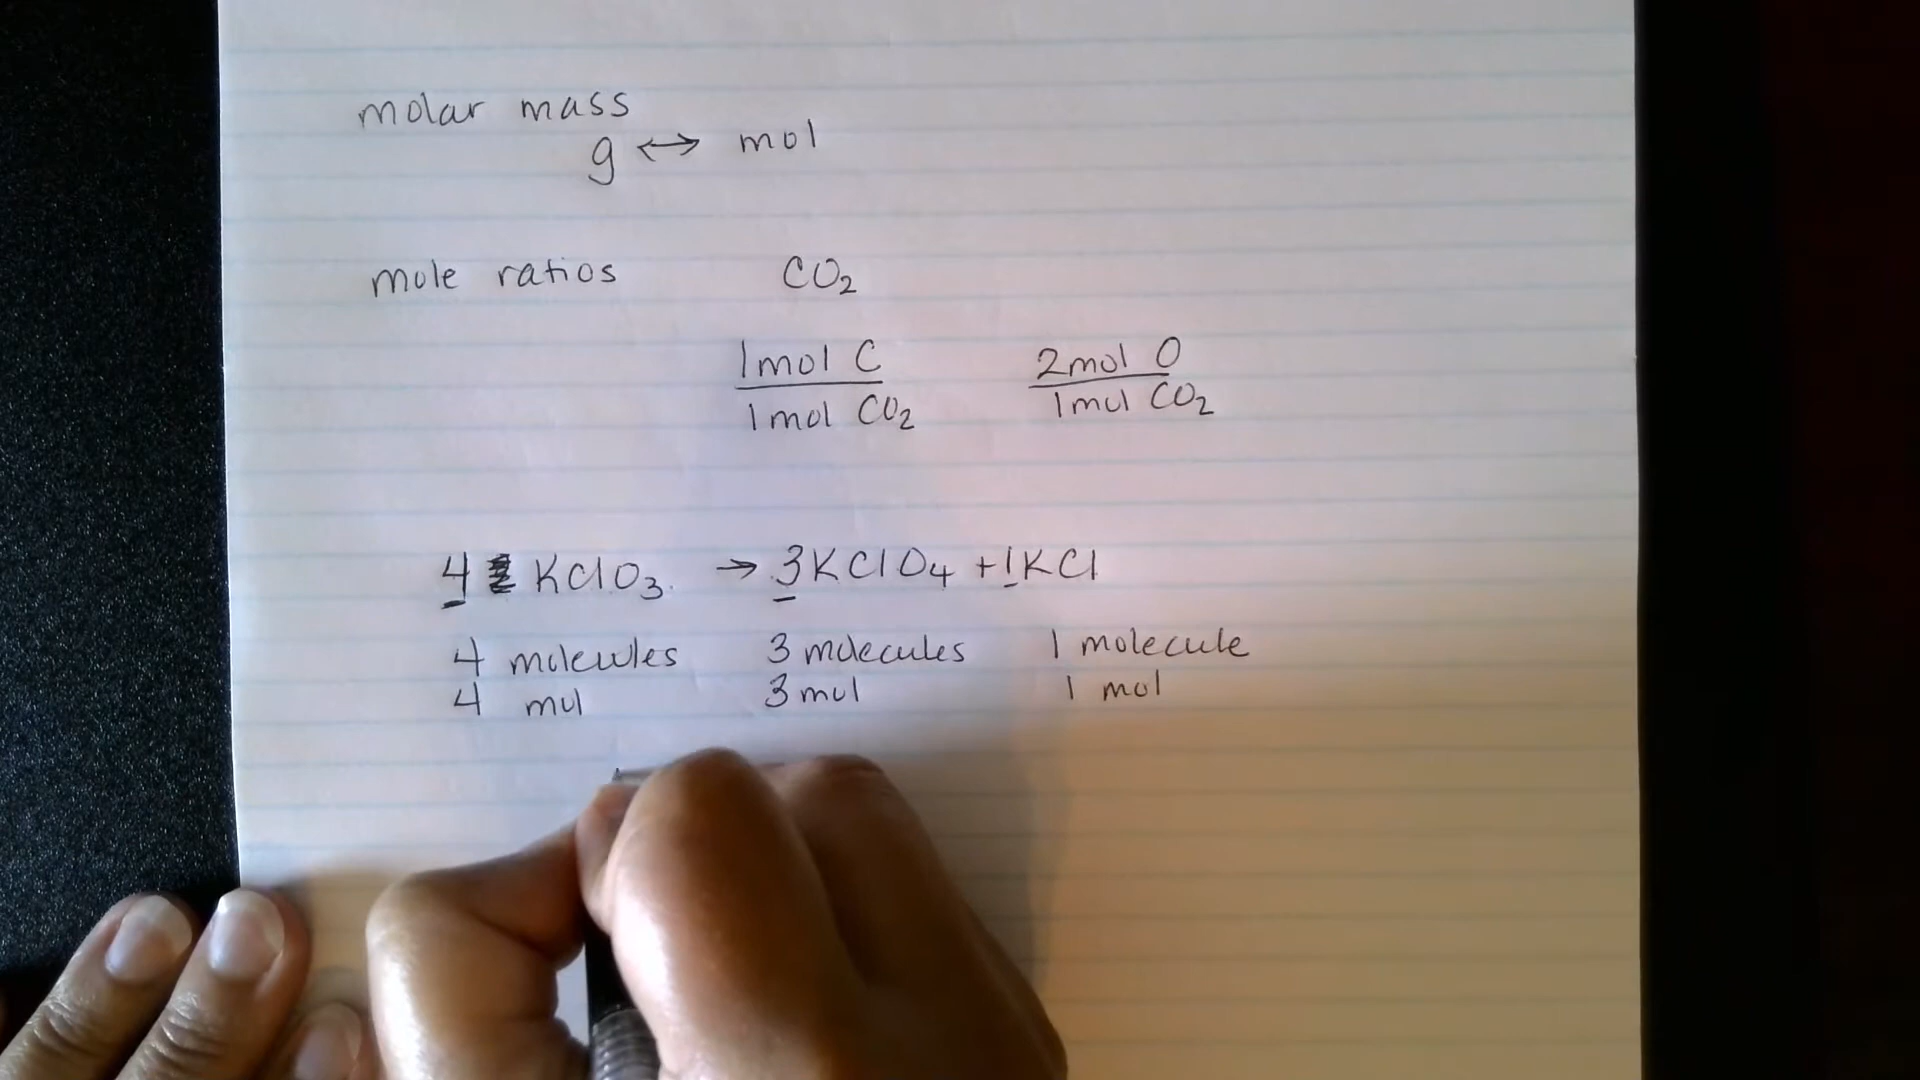 molar mass
g ↔ mol
mole ratios CO₂
1mol C 2mol O
1mol CO₂ 1mol CO₂
4 KClO₃ → 3KClO₄ + 1KCl
4 molecules 3 molecules 1 molecule
4 mol 3 mol 1 mol